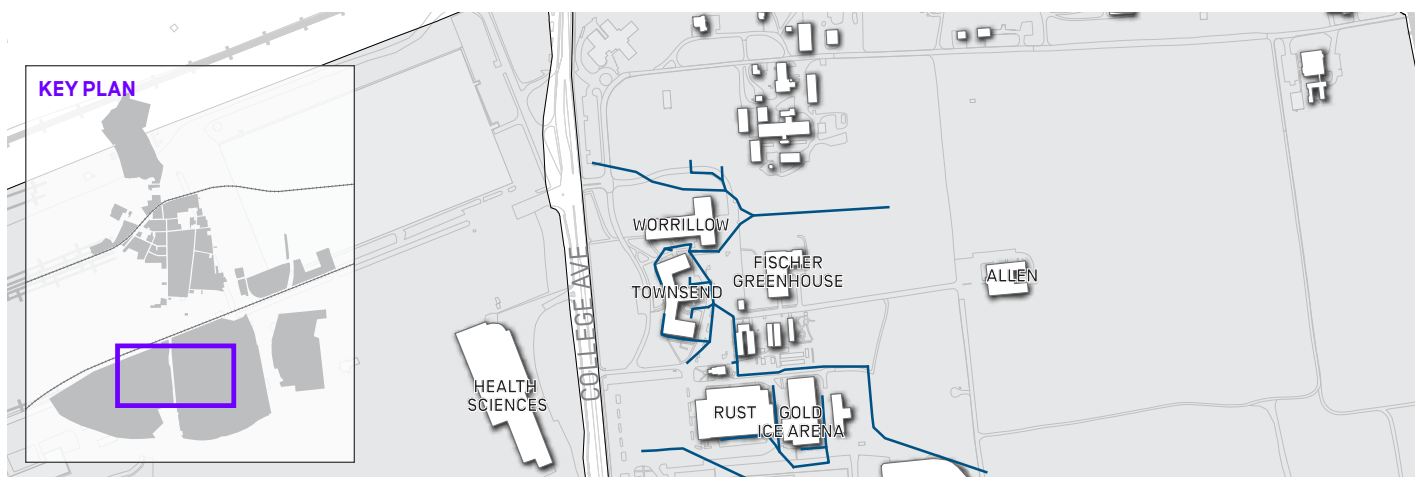 KEY PLAN
COLLEGE AVE
WORRILLOW
FISCHER
GREENHOUSE
TOWNSEND
ALLEN
HEALTH
SCIENCES
RUST
GOLD
ICE ARENA